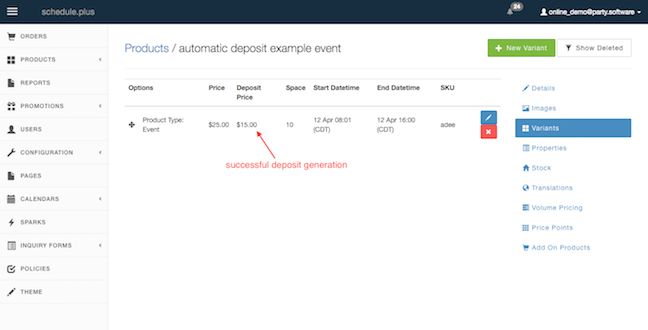 schedule.plus
24
online_demo@party.software
ORDERS
PRODUCTS
REPORTS
PROMOTIONS
USERS
CONFIGURATION
PAGES
CALENDARS
SPARKS
INQUIRY FORMS
POLICIES
THEME
Products / automatic deposit example event
+ New Variant
Show Deleted
Options Price Deposit Price Space Start Datetime End Datetime SKU
Product Type: Event $25.00 $15.00 10 12 Apr 08:01 (CDT) 12 Apr 16:00 (CDT) adee
successful deposit generation
Details
Images
Variants
Properties
Stock
Translations
Volume Pricing
Price Points
Add On Products